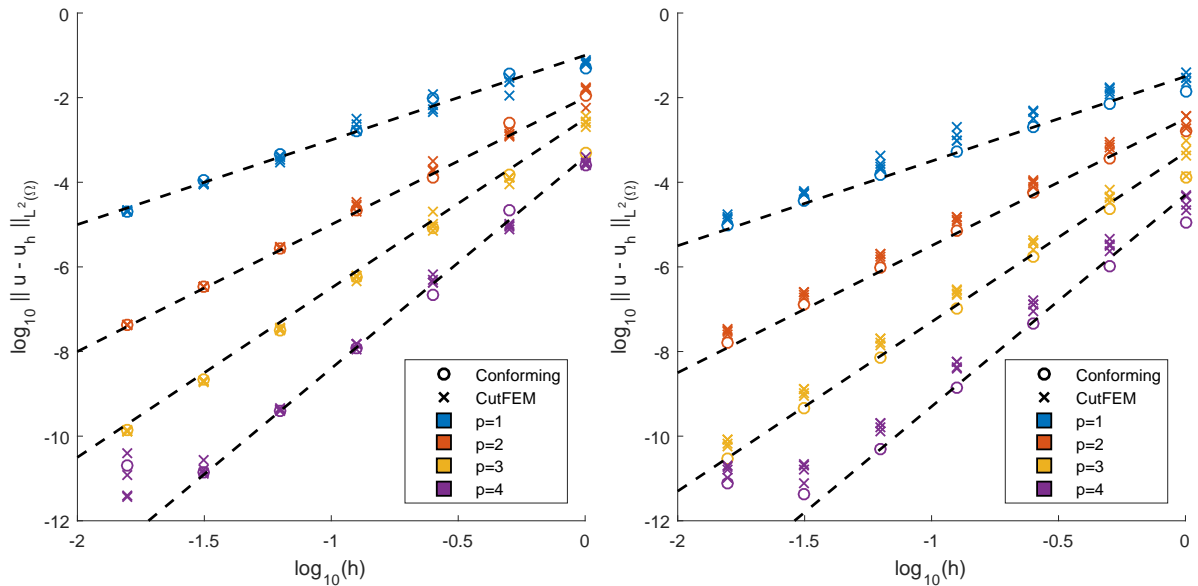 0
-2
-4
-6
-8
-10
-12
-2
-1.5
-1
-0.5
0
log10(h)
log10 || u - uh ||L2(Ω)
Conforming
CutFEM
p=1
p=2
p=3
p=4
0
-2
-4
-6
-8
-10
-12
-2
-1.5
-1
-0.5
0
log10(h)
log10 || u - uh ||L2(Ω)
Conforming
CutFEM
p=1
p=2
p=3
p=4